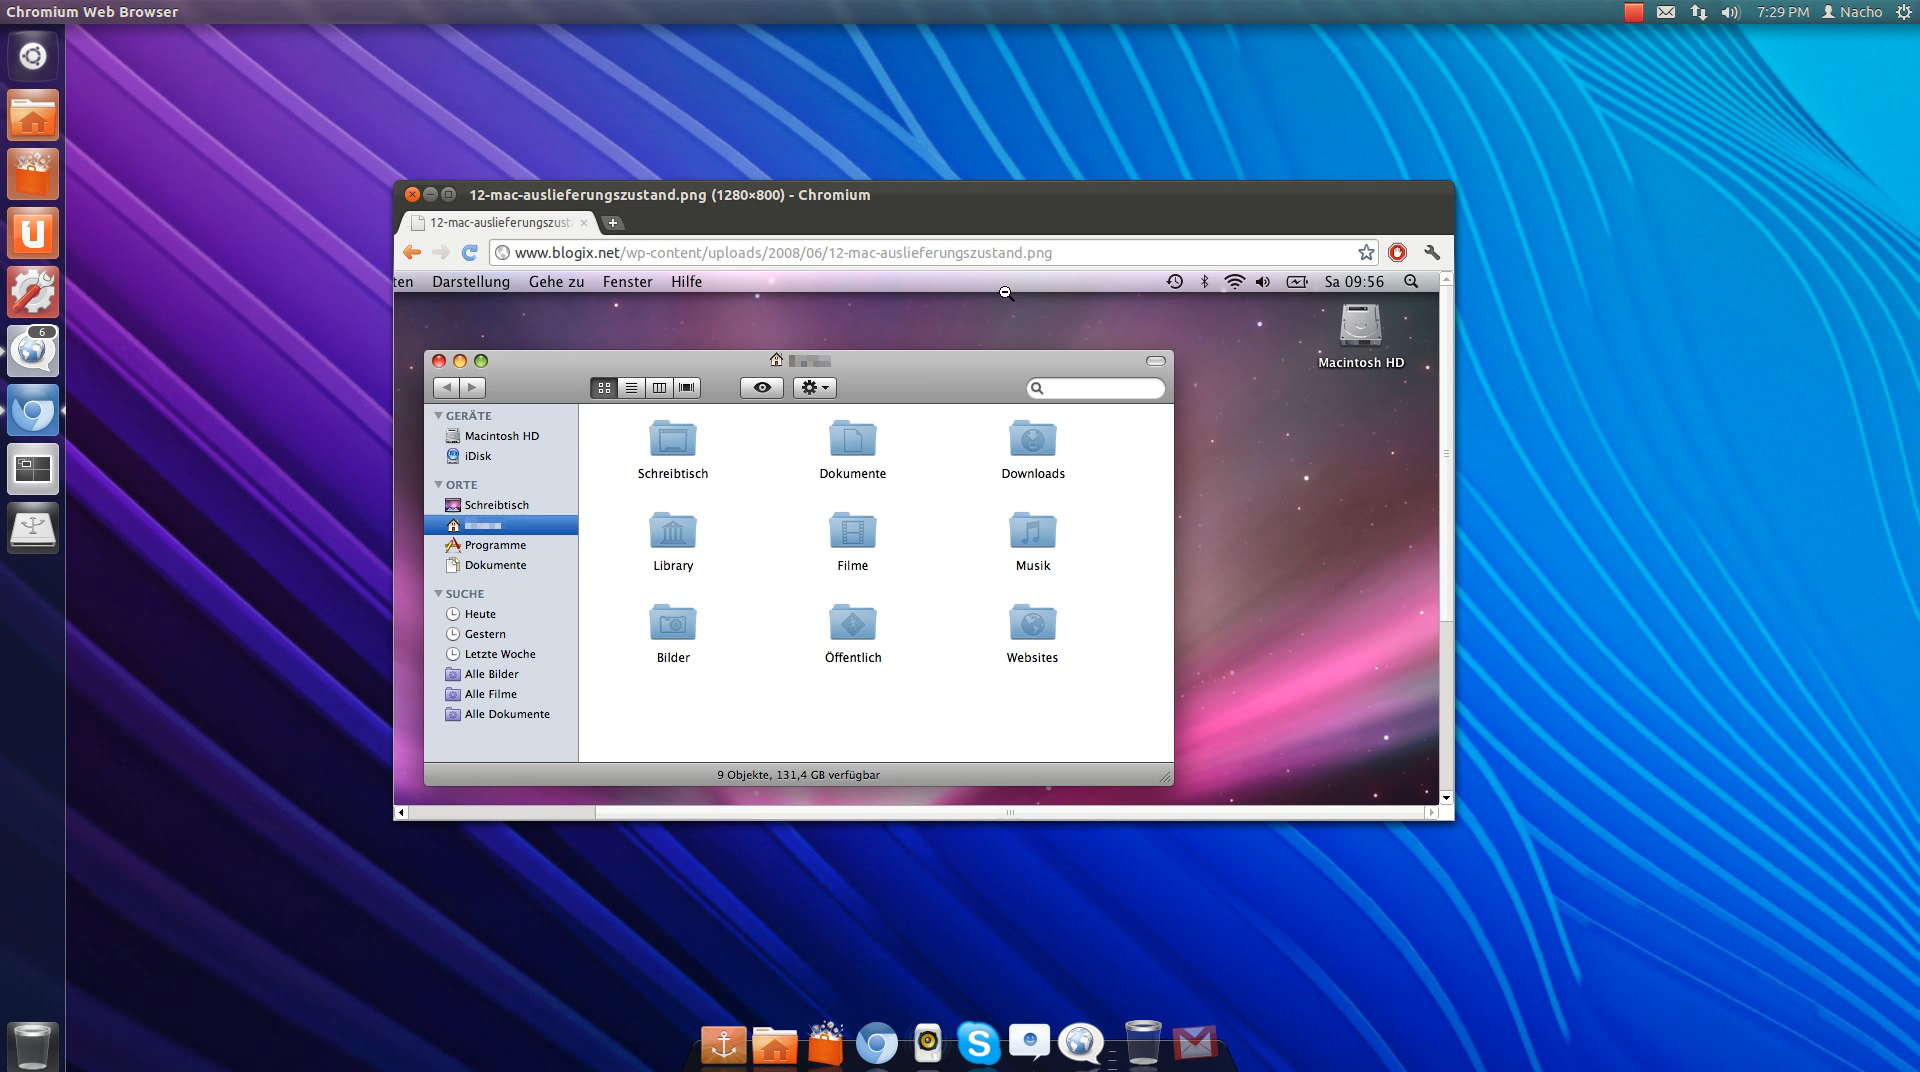 Chromium Web Browser
7:29 PM Nacho
6
12-mac-auslieferungszustand.png (1280×800) - Chromium
12-mac-auslieferungszust
www.blogix.net/wp-content/uploads/2008/06/12-mac-auslieferungszustand.png
ten Darstellung Gehe zu Fenster Hilfe Sa 09:56
Macintosh HD
GERÄTE
Macintosh HD
iDisk
ORTE
Schreibtisch
Programme
Dokumente
SUCHE
Heute
Gestern
Letzte Woche
Alle Bilder
Alle Filme
Alle Dokumente
Schreibtisch Dokumente Downloads
Library Filme Musik
Bilder Öffentlich Websites
9 Objekte, 131,4 GB verfügbar